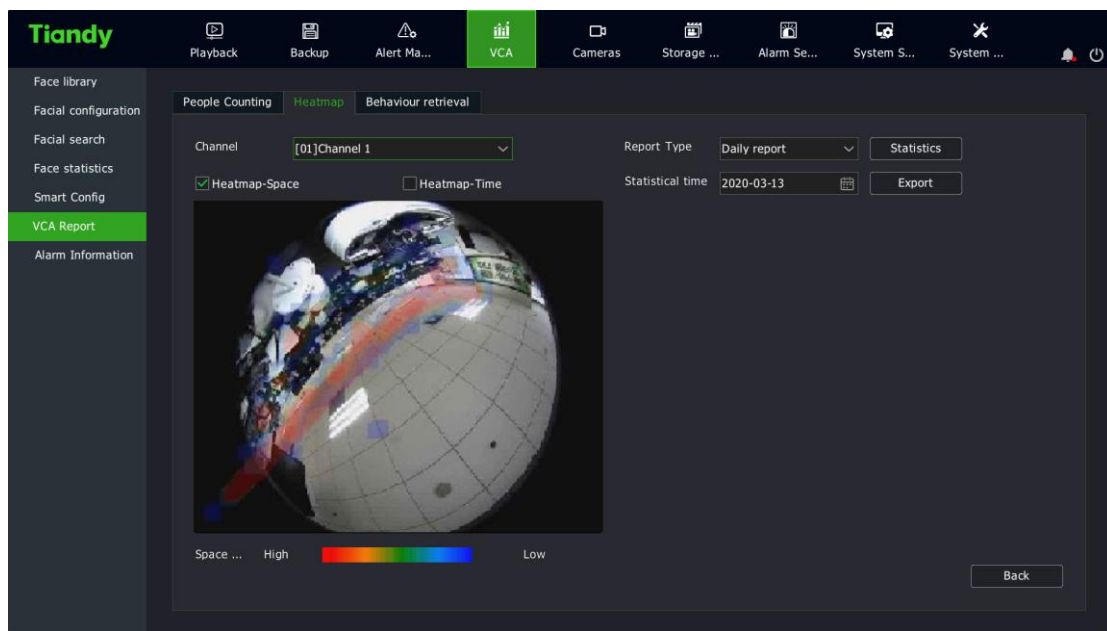 Tiandy
Playback
Backup
Alert Ma...
VCA
Cameras
Storage ...
Alarm Se...
System S...
System ...
Face library
Facial configuration
Facial search
Face statistics
Smart Config
VCA Report
Alarm Information
People Counting
Heatmap
Behaviour retrieval
Channel [01]Channel 1
Report Type Daily report Statistics
Heatmap-Space Heatmap-Time
Statistical time 2020-03-13 Export
Space ... High Low
Back